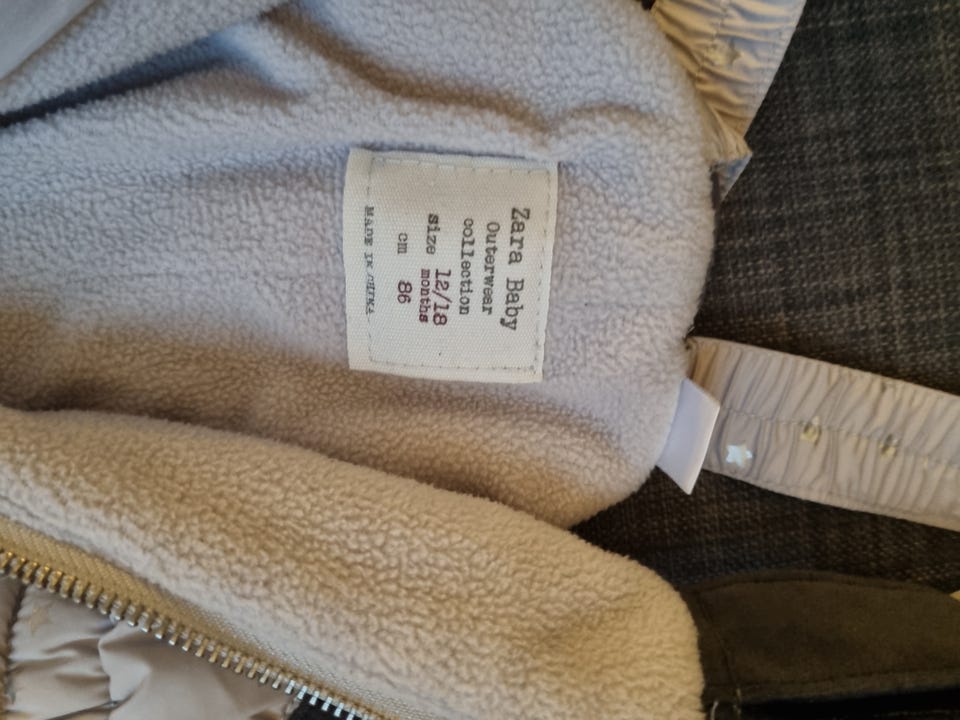 Zara Baby
Outerwear
collection
size 12/18
months
cm 86
MADE IN CHINA